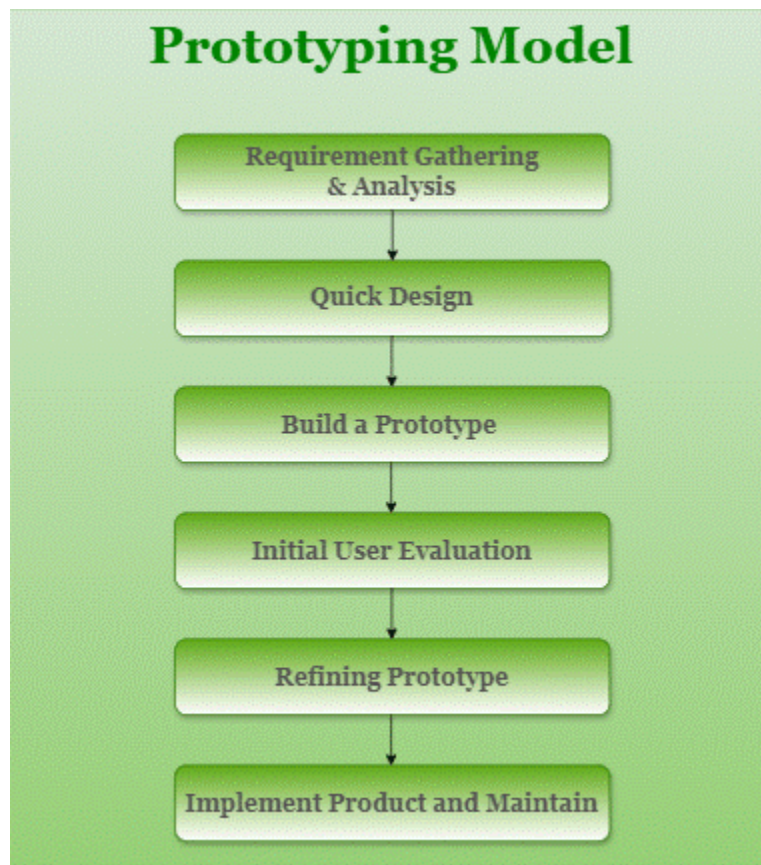 Prototyping Model
Requirement Gathering
& Analysis
Quick Design
Build a Prototype
Initial User Evaluation
Refining Prototype
Implement Product and Maintain